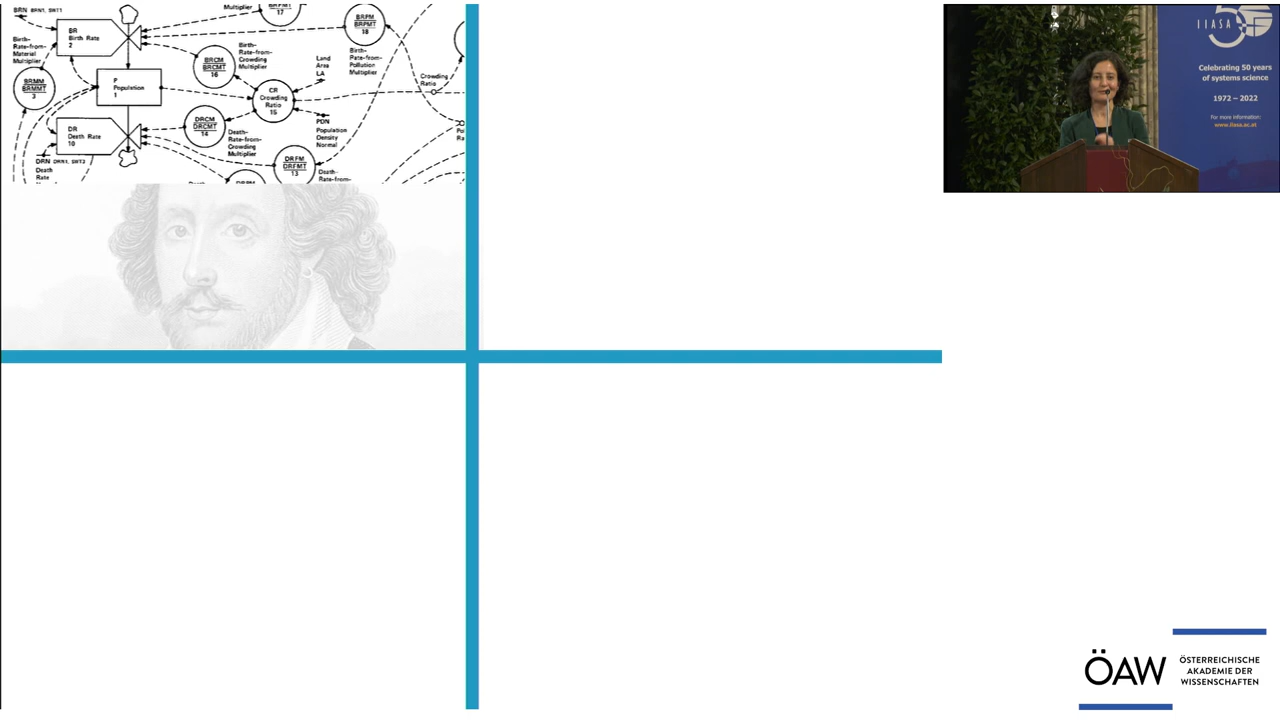 BRN BRN1, SWT1
Multiplier
17
BR
Birth Rate
2
BRPM
BRPMT
18
Birth-
Rate-from-
Material
Multiplier
BRMM
BRMMT
3
P
Population
1
BRCM
BRCMT
16
Birth-
Rate-from-
Crowding
Multiplier
Land
Area
LA
Birth-
Rate-from-
Pollution
Multiplier
Crowding
Ratio
CR
Crowding
Ratio
15
DRCM
DRCMT
14
PDN
Population
Density
Normal
DR
Death Rate
10
Death-
Rate-from-
Crowding
Multiplier
DRN DRN1, SWT2
Death
Rate
DRFM
DRFMT
13
Death-
Rate-from-
IIASA
Celebrating 50 years
of systems science
1972 – 2022
For more information:
www.iiasa.ac.at
ÖAW
ÖSTERREICHISCHE
AKADEMIE DER
WISSENSCHAFTEN